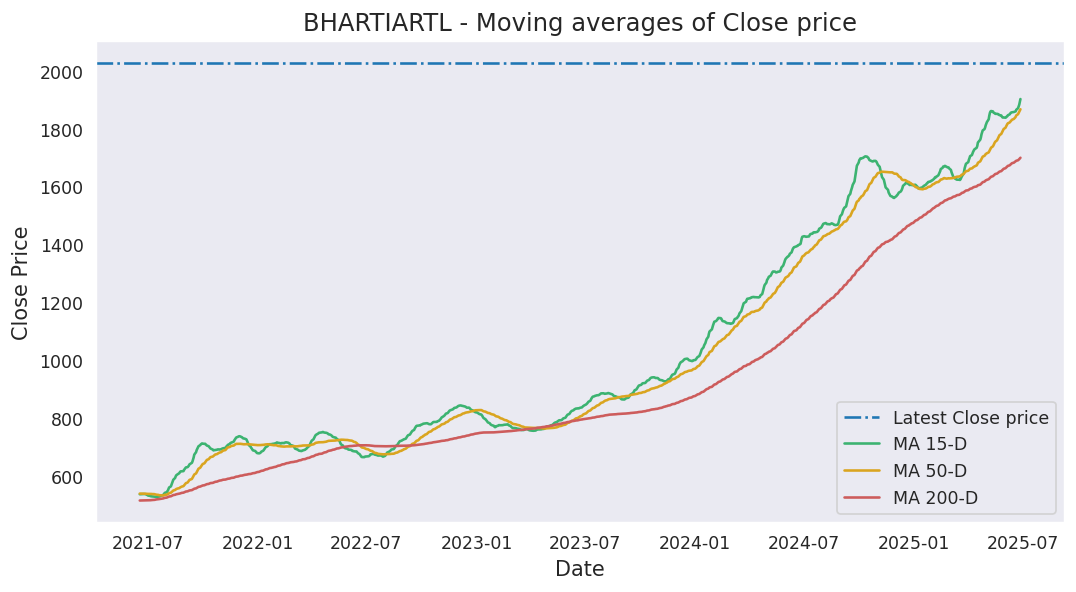 BHARTIARTL - Moving averages of Close price
Close Price
2000
1800
1600
1400
1200
1000
800
600
Latest Close price
MA 15-D
MA 50-D
MA 200-D
2021-07
2022-01
2022-07
2023-01
2023-07
2024-01
2024-07
2025-01
2025-07
Date